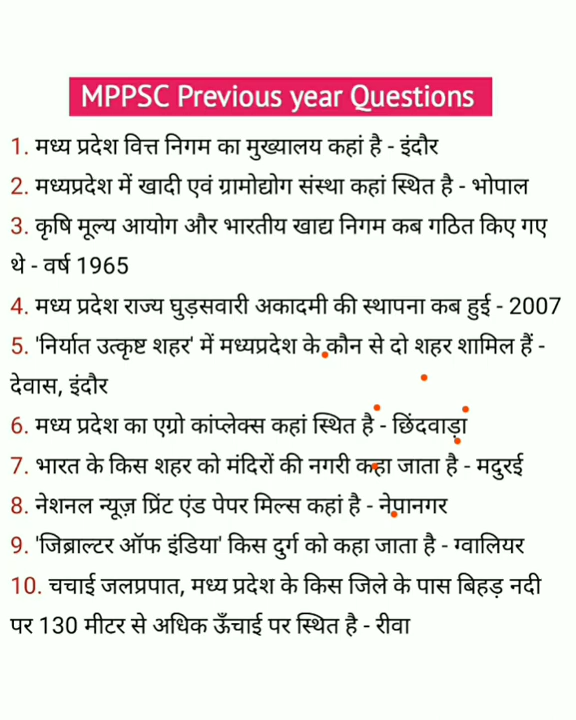 MPPSC Previous year Questions
1. मध्य प्रदेश वित्त निगम का मुख्यालय कहां है - इंदौर
2. मध्यप्रदेश में खादी एवं ग्रामोद्योग संस्था कहां स्थित है - भोपाल
3. कृषि मूल्य आयोग और भारतीय खाद्य निगम कब गठित किए गए
थे - वर्ष 1965
4. मध्य प्रदेश राज्य घुड़सवारी अकादमी की स्थापना कब हुई - 2007
5. 'निर्यात उत्कृष्ट शहर' में मध्यप्रदेश के कौन से दो शहर शामिल हैं -
देवास, इंदौर
6. मध्य प्रदेश का एग्रो कांप्लेक्स कहां स्थित है - छिंदवाड़ा
7. भारत के किस शहर को मंदिरों की नगरी कहा जाता है - मदुरई
8. नेशनल न्यूज़ प्रिंट एंड पेपर मिल्स कहां है - नेपानगर
9. 'जिब्राल्टर ऑफ इंडिया' किस दुर्ग को कहा जाता है - ग्वालियर
10. चचाई जलप्रपात, मध्य प्रदेश के किस जिले के पास बिहड़ नदी
पर 130 मीटर से अधिक ऊँचाई पर स्थित है - रीवा